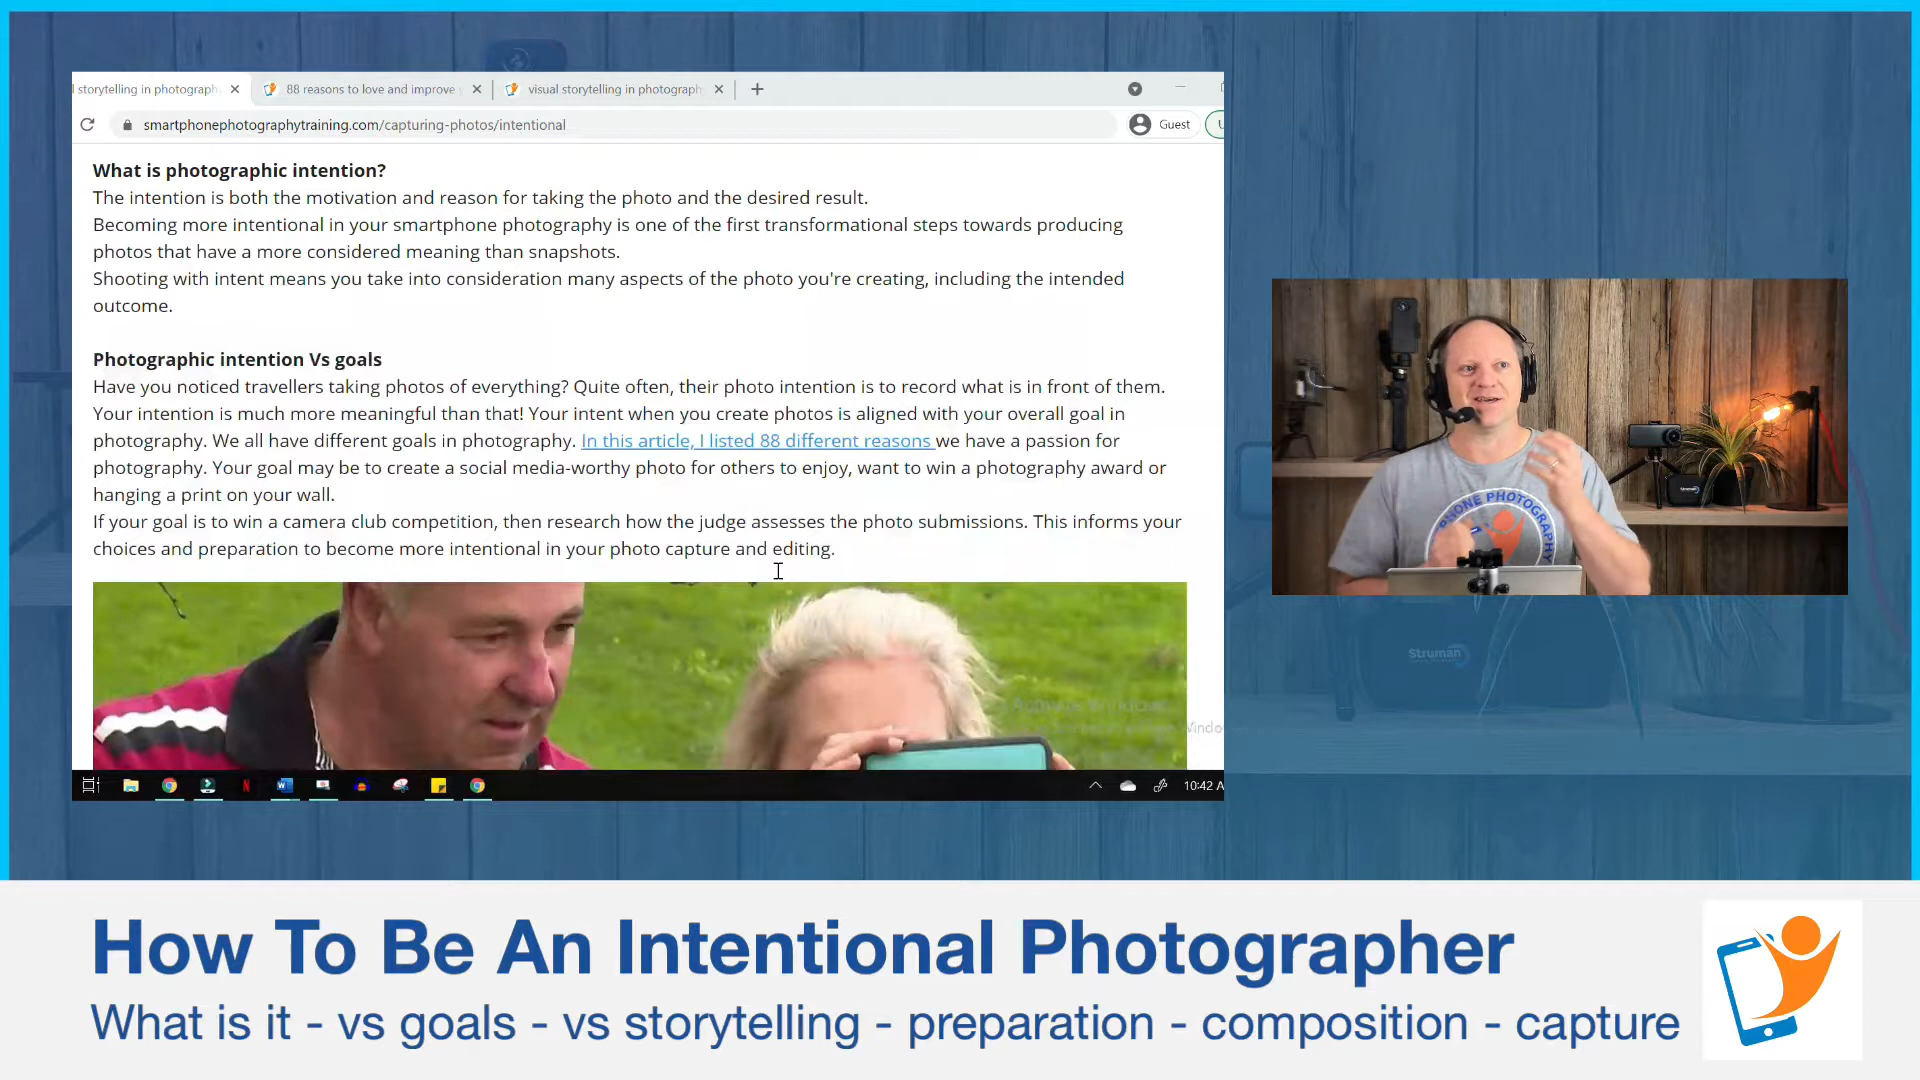 l storytelling in photograph
88 reasons to love and improve
visual storytelling in photograph
smartphonephotographytraining.com/capturing-photos/intentional
Guest
What is photographic intention?
The intention is both the motivation and reason for taking the photo and the desired result.
Becoming more intentional in your smartphone photography is one of the first transformational steps towards producing
photos that have a more considered meaning than snapshots.
Shooting with intent means you take into consideration many aspects of the photo you're creating, including the intended
outcome.
Photographic intention Vs goals
Have you noticed travellers taking photos of everything? Quite often, their photo intention is to record what is in front of them.
Your intention is much more meaningful than that! Your intent when you create photos is aligned with your overall goal in
photography. We all have different goals in photography. In this article, I listed 88 different reasons we have a passion for
photography. Your goal may be to create a social media-worthy photo for others to enjoy, want to win a photography award or
hanging a print on your wall.
If your goal is to win a camera club competition, then research how the judge assesses the photo submissions. This informs your
choices and preparation to become more intentional in your photo capture and editing.
Activate Windows
10:42 A
PHONE PHOTOGRAPHY
Struman
Struman
How To Be An Intentional Photographer
What is it - vs goals - vs storytelling - preparation - composition - capture